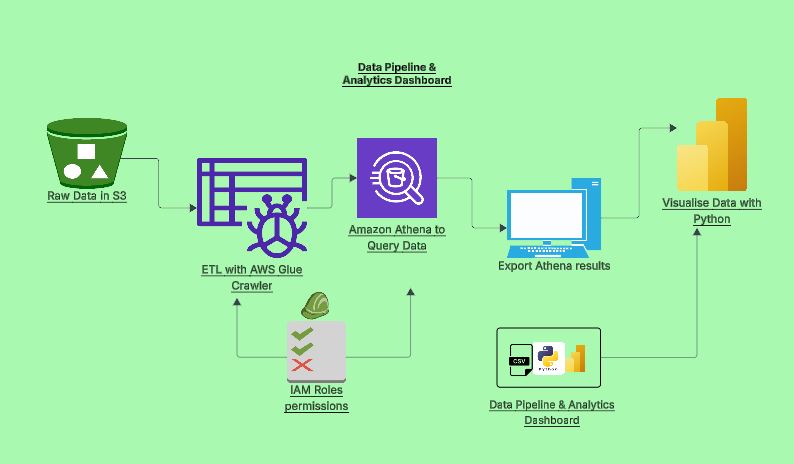 Data Pipeline &
Analytics Dashboard
Raw Data in S3
ETL with AWS Glue
Crawler
Amazon Athena to
Query Data
Export Athena results
Visualise Data with
Python
IAM Roles
permissions
CSV
PYTHON
Data Pipeline & Analytics
Dashboard